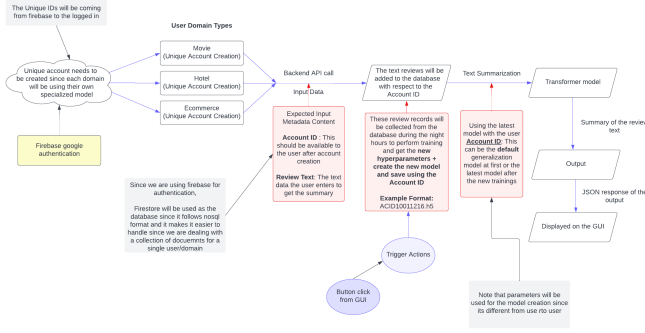 The Unique IDs will be coming
from firebase to the logged in
User Domain Types
Unique account needs to
be created since each domain
will be using their own
specialized model
Movie
(Unique Account Creation)
Hotel
(Unique Account Creation)
Ecommerce
(Unique Account Creation)
Firebase google
authentication
Backend API call
Input Data
Expected Input
Metadata Content
Account ID : This
should be available to
the user after account
creation
Review Text: The text
data the user enters to
get the summary
Since we are using firebase for
authentication,
Firestore will be used as the
database since it follows nosql
format and it makes it easier to
handle since we are dealing with
a collection of docuemnts for a
single user/domain
The text reviews will be
added to the database
with respect to the
Account ID
These review records will be
collected from the
database during the night
hours to perform training
and get the new
hyperparameters +
create the new model
and save using the
Account ID
Example Format:
ACID10011216.h5
Trigger Actions
Button click
from GUI
Text Summarization
Using the latest
model with the user
Account ID: This
can be the default
generalization
model at first or the
latest model after
the new trainings
Note that parameters will be
used for the model creation since
its different from use rto user
Transformer model
Summary of the review
text
Output
JSON response of the
output
Displayed on the GUI